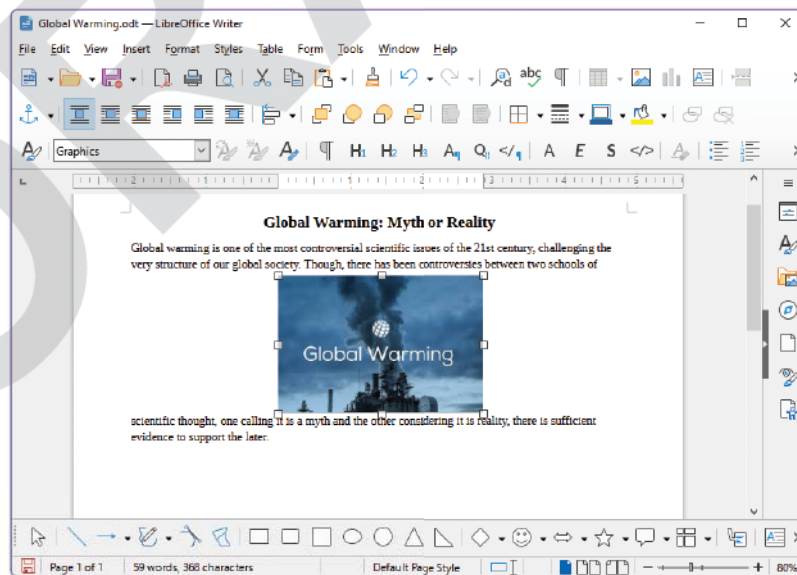 Global Warming.odt — LibreOffice Writer
File Edit View Insert Format Styles Table Form Tools Window Help
Graphics
Global Warming: Myth or Reality
Global warming is one of the most controversial scientific issues of the 21st century, challenging the
very structure of our global society. Though, there has been controversies between two schools of
Global Warming
scientific thought, one calling it is a myth and the other considering it is reality, there is sufficient
evidence to support the later.
Page 1 of 1 59 words, 368 characters Default Page Style 80%